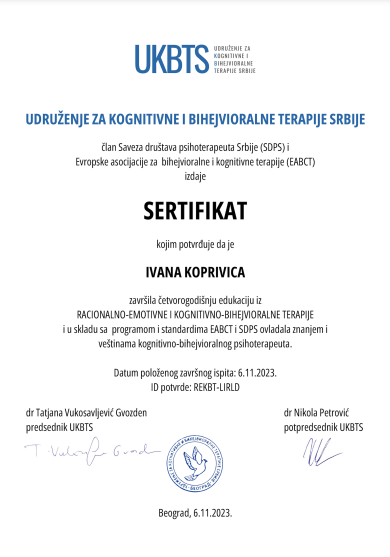 UKBTS
UDRUŽENJE ZA
KOGNITIVNE I
BIHEJVIORALNE
TERAPIJE SRBIJE
UDRUŽENJE ZA KOGNITIVNE I BIHEJVIORALNE TERAPIJE SRBIJE
član Saveza društava psihoterapeuta Srbije (SDPS) i
Evropske asocijacije za bihejvioralne i kognitivne terapije (EABCT)
izdaje
SERTIFIKAT
kojim potvrđuje da je
IVANA KOPRIVICA
završila četvorogodišnju edukaciju iz
RACIONALNO-EMOTIVNE I KOGNITIVNO-BIHEJVIORALNE TERAPIJE
i u skladu sa programom i standardima EABCT i SDPS ovladala znanjem i
veštinama kognitivno-bihejvioralnog psihoterapeuta.
Datum položenog završnog ispita: 6.11.2023.
ID potvrde: REKBT-LIRLD
dr Tatjana Vukosavljević Gvozden
predsednik UKBTS
dr Nikola Petrović
potpredsednik UKBTS
Beograd, 6.11.2023.